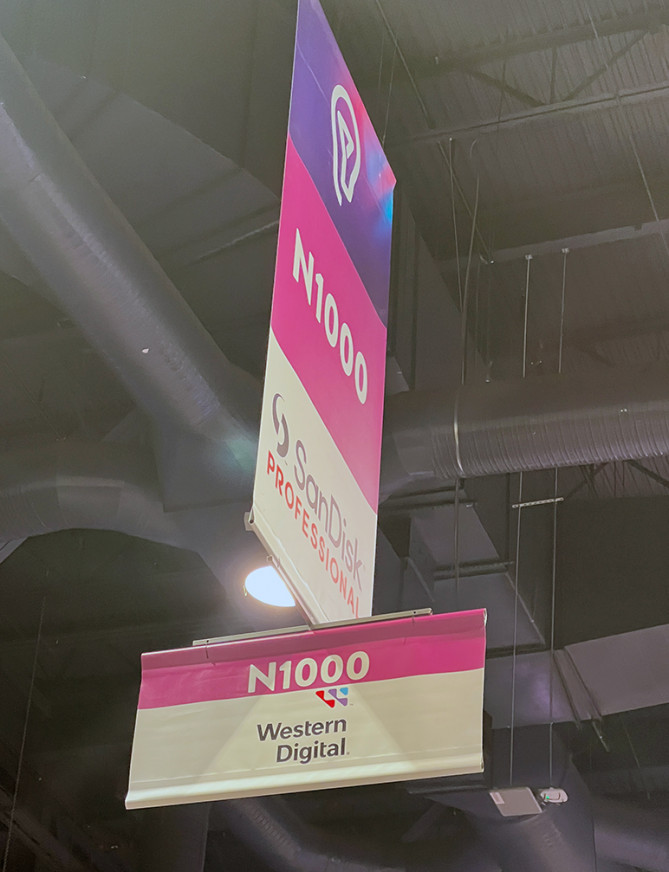 N1000
SanDisk
PROFESSIONAL
N1000
Western
Digital